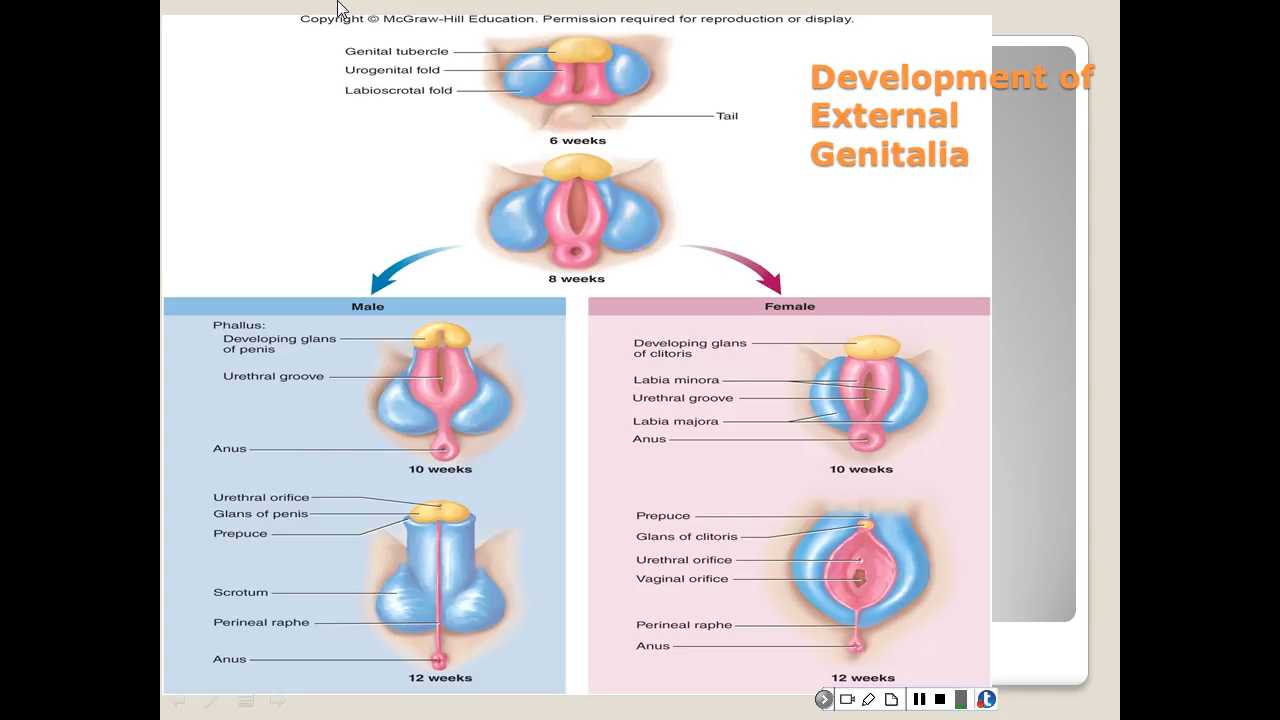 Copyright © McGraw-Hill Education. Permission required for reproduction or display.
Development of
External
Genitalia
Genital tubercle
Urogenital fold
Labioscrotal fold
Tail
6 weeks
8 weeks
Male
Phallus:
Developing glans
of penis
Urethral groove
Anus
10 weeks
Urethral orifice
Glans of penis
Prepuce
Scrotum
Perineal raphe
Anus
12 weeks
Female
Developing glans
of clitoris
Labia minora
Urethral groove
Labia majora
Anus
10 weeks
Prepuce
Glans of clitoris
Urethral orifice
Vaginal orifice
Perineal raphe
Anus
12 weeks
t